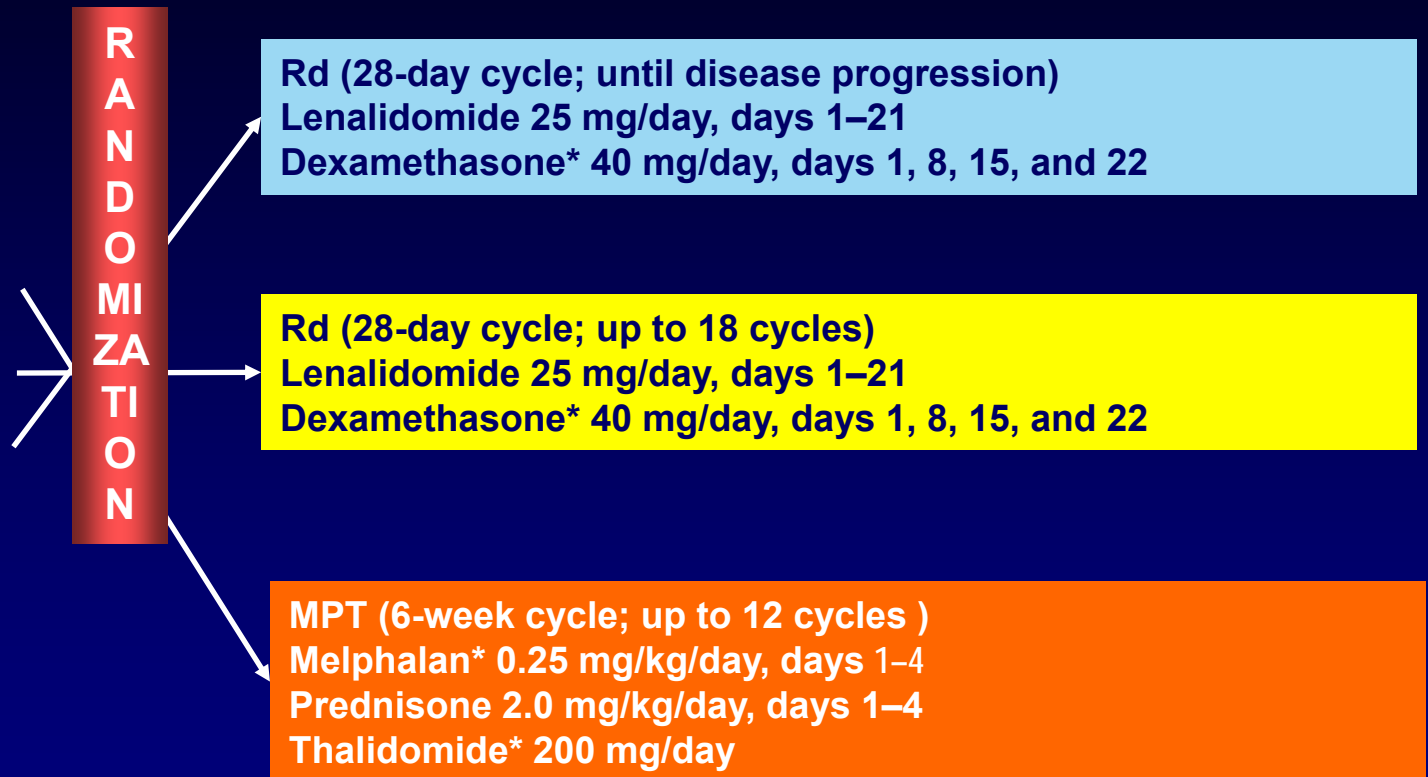 R
A
N
D
O
MI
ZA
TI
O
N
Rd (28-day cycle; until disease progression)
Lenalidomide 25 mg/day, days 1–21
Dexamethasone* 40 mg/day, days 1, 8, 15, and 22
Rd (28-day cycle; up to 18 cycles)
Lenalidomide 25 mg/day, days 1–21
Dexamethasone* 40 mg/day, days 1, 8, 15, and 22
MPT (6-week cycle; up to 12 cycles )
Melphalan* 0.25 mg/kg/day, days 1–4
Prednisone 2.0 mg/kg/day, days 1–4
Thalidomide* 200 mg/day